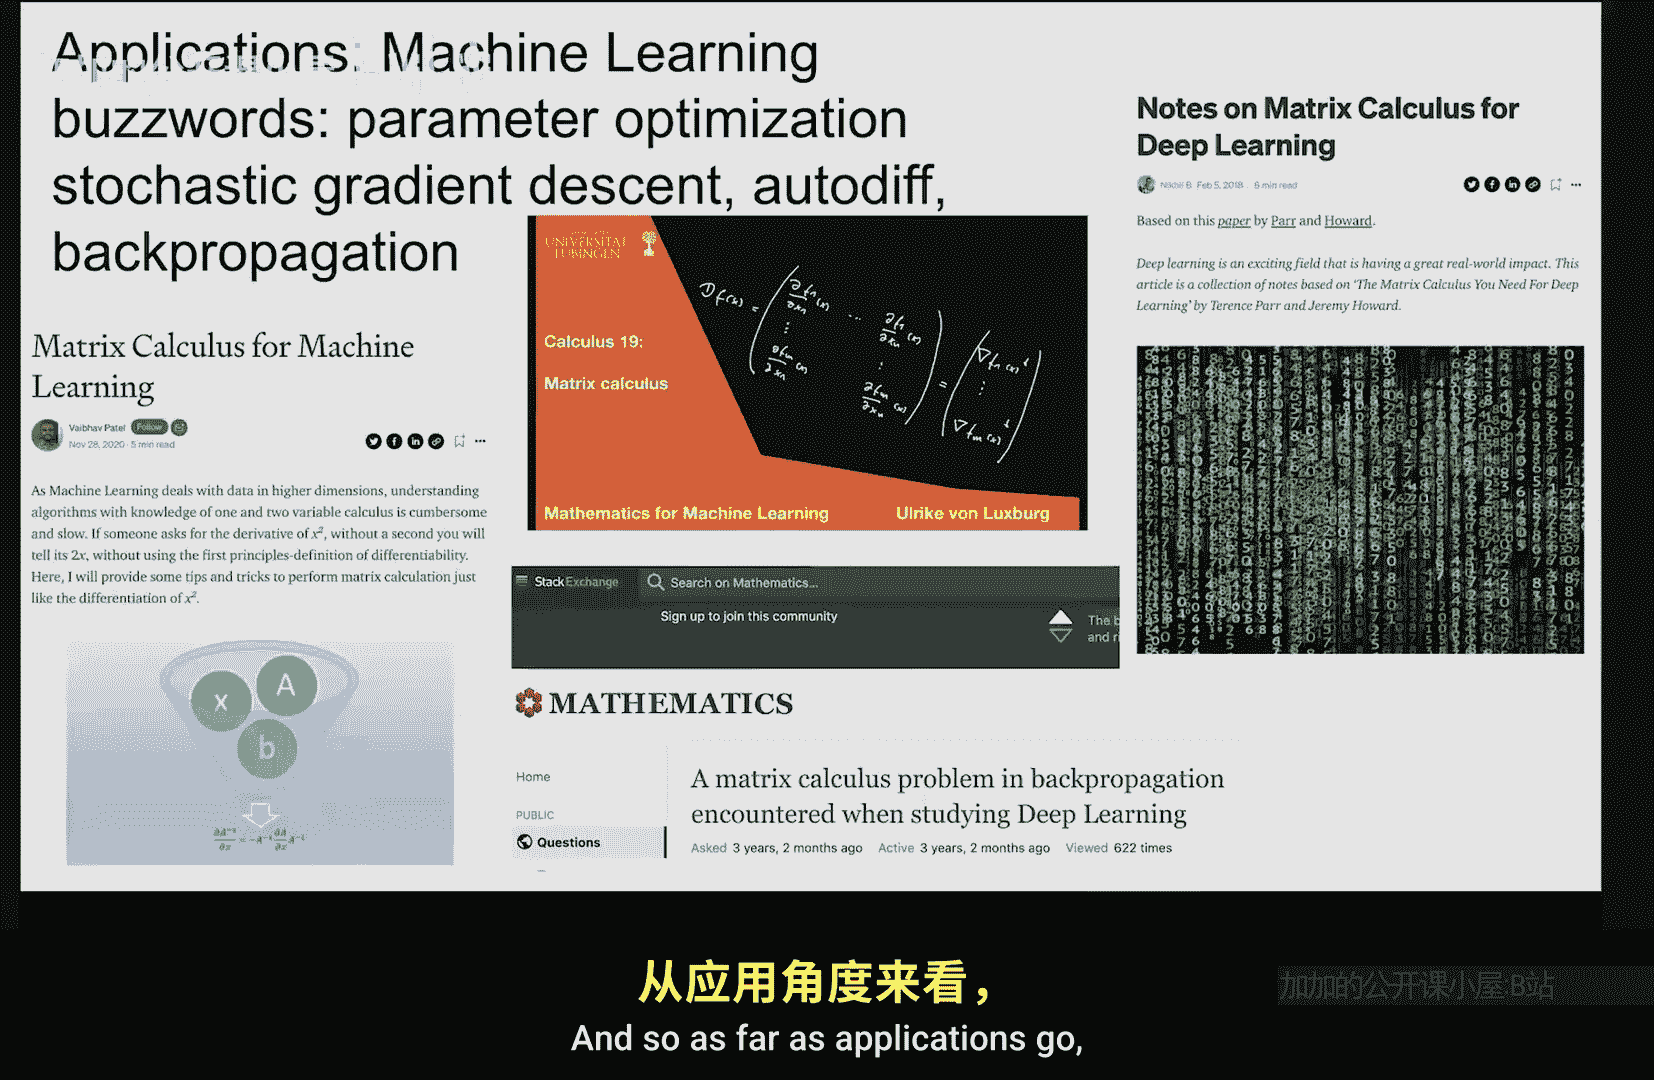 Applications: Machine Learning
buzzwords: parameter optimization
stochastic gradient descent, autodiff,
backpropagation
Matrix Calculus for Machine
Learning
Vaibhav Patel Follow
Nov 28, 2020 · 5 min read
As Machine Learning deals with data in higher dimensions, understanding
algorithms with knowledge of one and two variable calculus is cumbersome
and slow. If someone asks for the derivative of x², without a second you will
tell its 2x, without using the first principles-definition of differentiability.
Here, I will provide some tips and tricks to perform matrix calculation just
like the differentiation of x².
x
A
b
UNIVERSITÄT
TÜBINGEN
Calculus 19:
Matrix calculus
Mathematics for Machine Learning
Ulrike von Luxburg
StackExchange
Search on Mathematics...
Sign up to join this community
The b
and ri
MATHEMATICS
Home
PUBLIC
Questions
A matrix calculus problem in backpropagation
encountered when studying Deep Learning
Asked 3 years, 2 months ago Active 3 years, 2 months ago Viewed 622 times
Notes on Matrix Calculus for
Deep Learning
Nikhil B Feb 5, 2018 · 6 min read
Based on this paper by Parr and Howard.
Deep learning is an exciting field that is having a great real-world impact. This
article is a collection of notes based on ‘The Matrix Calculus You Need For Deep
Learning’ by Terence Parr and Jeremy Howard.
从应用角度来看，
And so as far as applications go,
加加的公开课小屋·B站